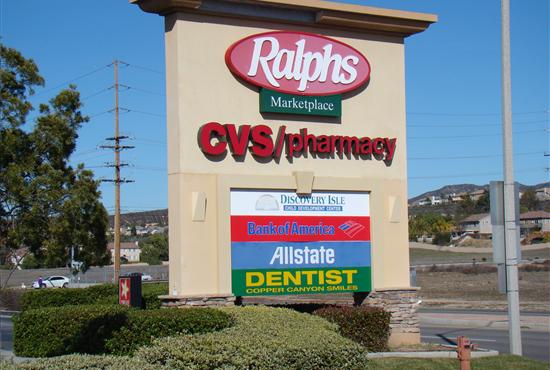 Ralphs
Marketplace
CVS/pharmacy
DISCOVERY ISLE
CHILD DEVELOPMENT CENTER
Bank of America
Allstate
DENTIST
COPPER CANYON SMILES